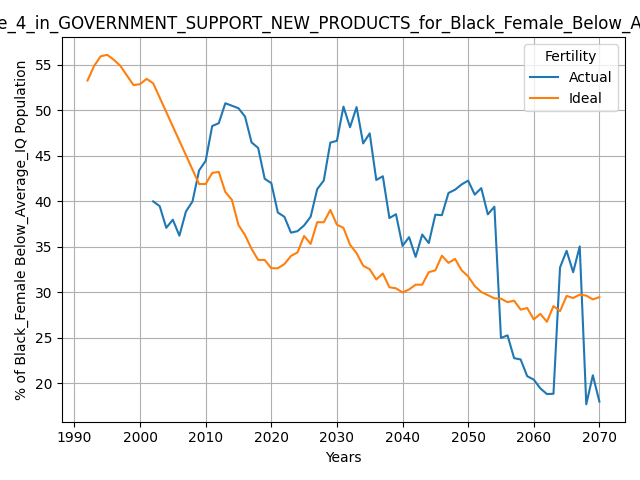 e_4_in_GOVERNMENT_SUPPORT_NEW_PRODUCTS_for_Black_Female_Below_A
Fertility
Actual
Ideal
% of Black_Female Below_Average_IQ Population
55
50
45
40
35
30
25
20
1990 2000 2010 2020 2030 2040 2050 2060 2070
Years